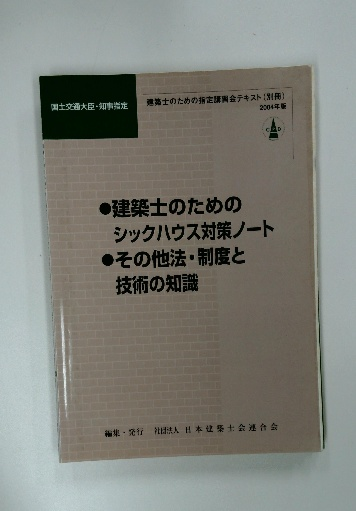 国土交通大臣・知事指定
建築士のための指定講習会テキスト(別冊)
2004年版
●建築士のための
シックハウス対策ノート
●その他法・制度と
技術の知識
編集・発行 社団法人 日本建築士会連合会